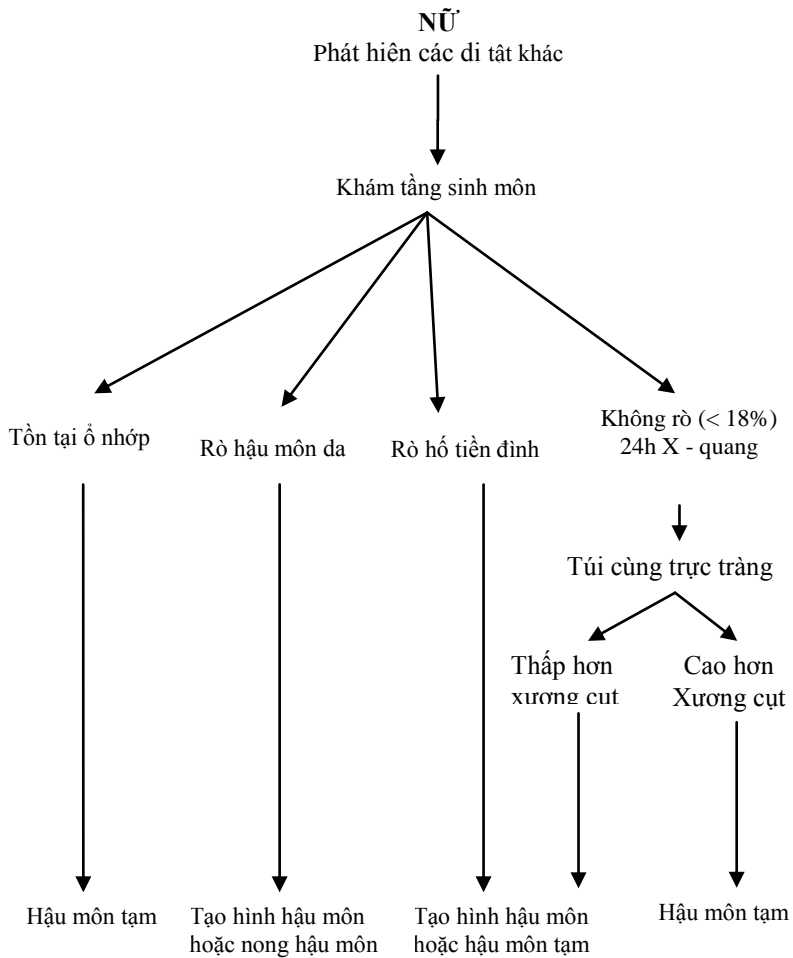 NỮ
Phát hiện các di tật khác
Khám tầng sinh môn
Tồn tại ổ nhớp
Rò hậu môn da
Rò hố tiền đình
Không rò (< 18%)
24h X - quang
Túi cùng trực tràng
Thấp hơn
xương cụt
Cao hơn
Xương cụt
Hậu môn tạm
Tạo hình hậu môn
hoặc nong hậu môn
Tạo hình hậu môn
hoặc hậu môn tạm
Hậu môn tạm